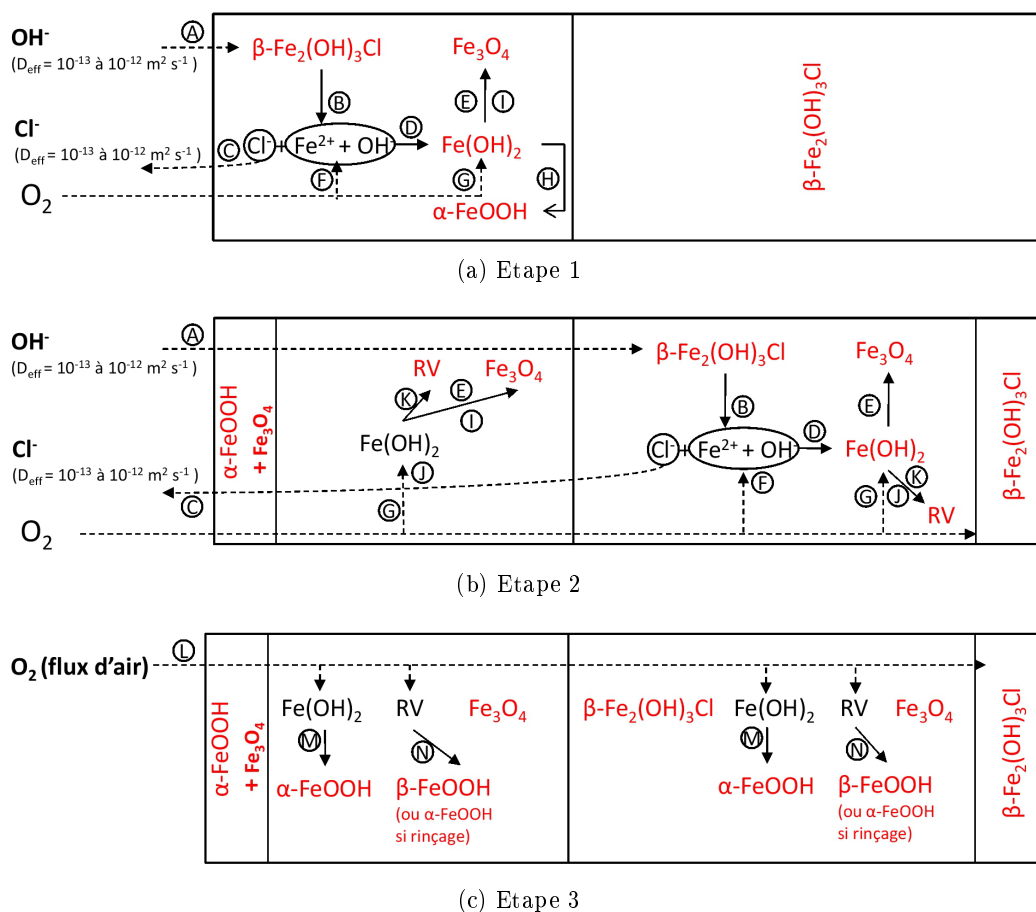 OH⁻
(D_eff = 10⁻¹³ à 10⁻¹² m² s⁻¹ )
Cl⁻
(D_eff = 10⁻¹³ à 10⁻¹² m² s⁻¹ )
O₂
A
β-Fe₂(OH)₃Cl
Fe₃O₄
B
E I
C Cl⁻ + Fe²⁺ + OH⁻ D Fe(OH)₂
F
G
H
α-FeOOH
β-Fe₂(OH)₃Cl
(a) Etape 1
OH⁻
(D_eff = 10⁻¹³ à 10⁻¹² m² s⁻¹ )
Cl⁻
(D_eff = 10⁻¹³ à 10⁻¹² m² s⁻¹ )
C
O₂
A
α-FeOOH
+ Fe₃O₄
RV
Fe₃O₄
K
E
I
Fe(OH)₂
J
G
β-Fe₂(OH)₃Cl
Fe₃O₄
B
E
Cl⁻ + Fe²⁺ + OH⁻ D Fe(OH)₂
F
G J K
RV
β-Fe₂(OH)₃Cl
(b) Etape 2
O₂ (flux d'air)
L
α-FeOOH
+ Fe₃O₄
Fe(OH)₂
RV
Fe₃O₄
M
N
α-FeOOH
β-FeOOH
(ou α-FeOOH
si rinçage)
β-Fe₂(OH)₃Cl
Fe(OH)₂
RV
Fe₃O₄
M
N
α-FeOOH
β-FeOOH
(ou α-FeOOH
si rinçage)
β-Fe₂(OH)₃Cl
(c) Etape 3